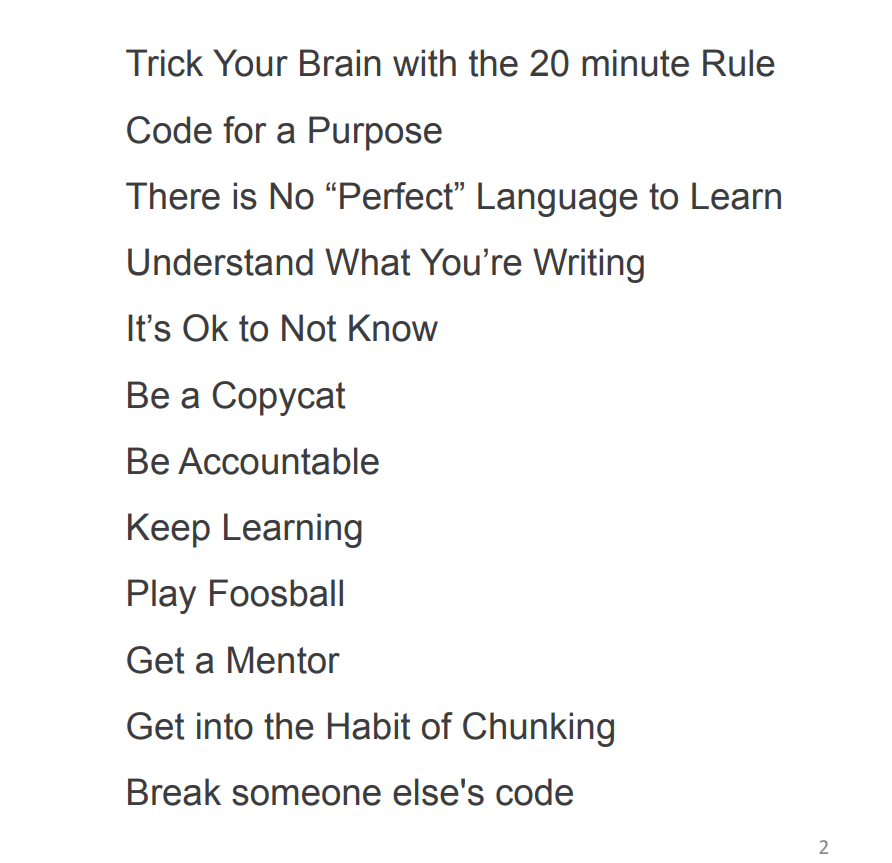 Trick Your Brain with the 20 minute Rule
Code for a Purpose
There is No “Perfect” Language to Learn
Understand What You’re Writing
It’s Ok to Not Know
Be a Copycat
Be Accountable
Keep Learning
Play Foosball
Get a Mentor
Get into the Habit of Chunking
Break someone else's code
2